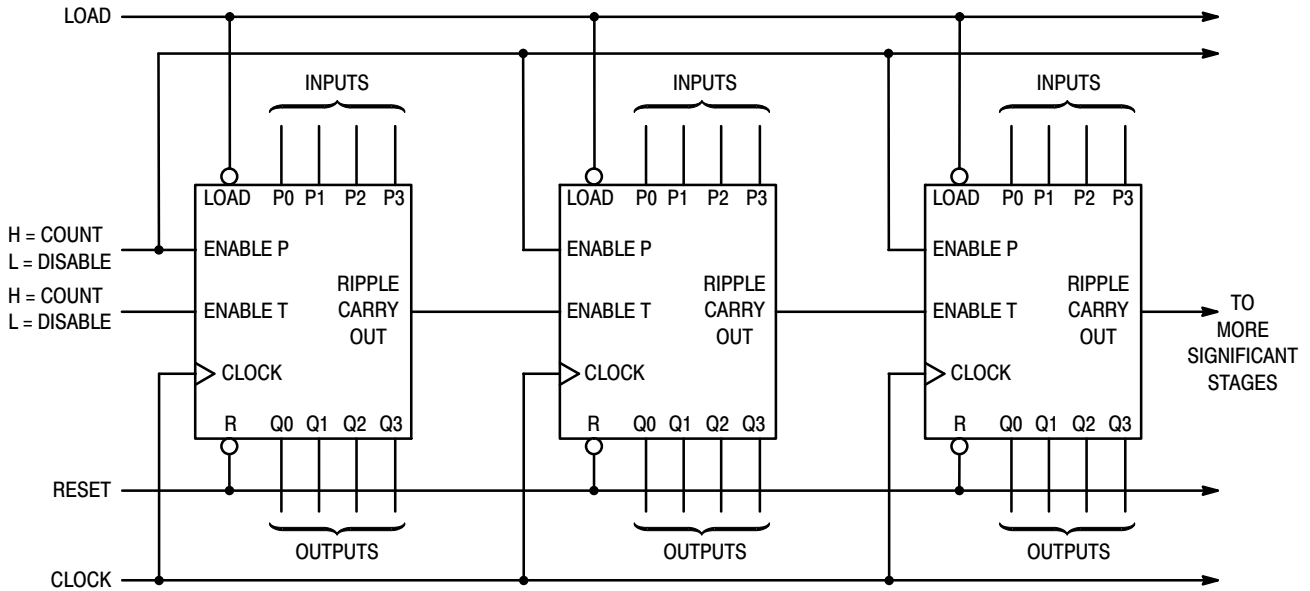 LOAD
INPUTS
INPUTS
INPUTS
LOAD P0 P1 P2 P3
LOAD P0 P1 P2 P3
LOAD P0 P1 P2 P3
H = COUNT
L = DISABLE
ENABLE P
ENABLE P
ENABLE P
H = COUNT
L = DISABLE
ENABLE T
RIPPLE
CARRY
OUT
ENABLE T
RIPPLE
CARRY
OUT
ENABLE T
RIPPLE
CARRY
OUT
TO
MORE
SIGNIFICANT
STAGES
CLOCK
CLOCK
CLOCK
R Q0 Q1 Q2 Q3
R Q0 Q1 Q2 Q3
R Q0 Q1 Q2 Q3
RESET
OUTPUTS
OUTPUTS
OUTPUTS
CLOCK